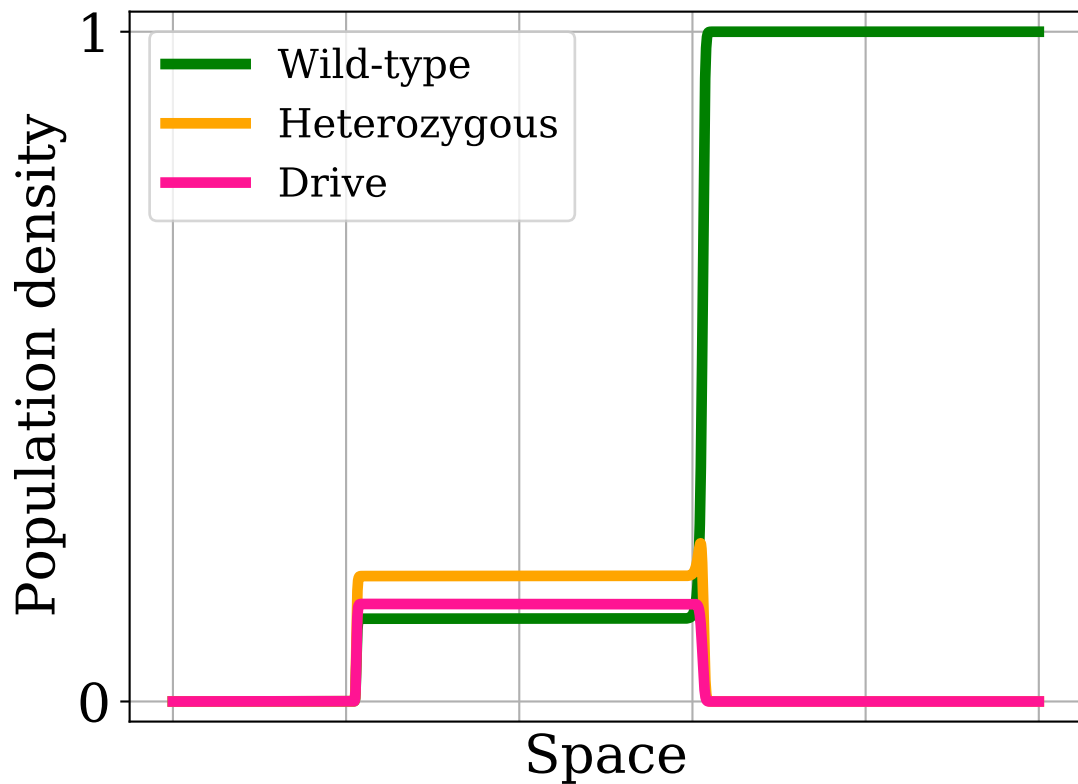 1
Wild-type
Heterozygous
Drive
Population density
0
Space